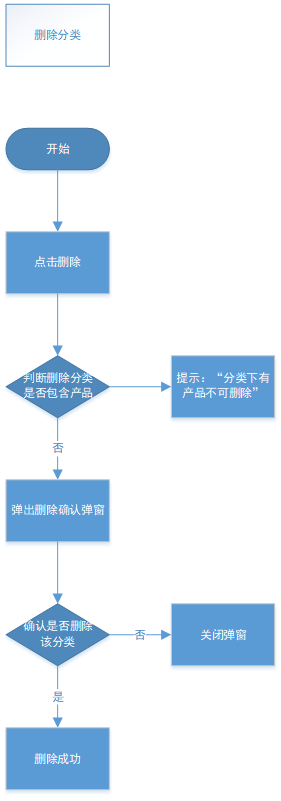 删除分类
开始
点击删除
判断删除分类
是否包含产品
提示：“分类下有
产品不可删除”
否
弹出删除确认弹窗
确认是否删除
该分类
否
关闭弹窗
是
删除成功